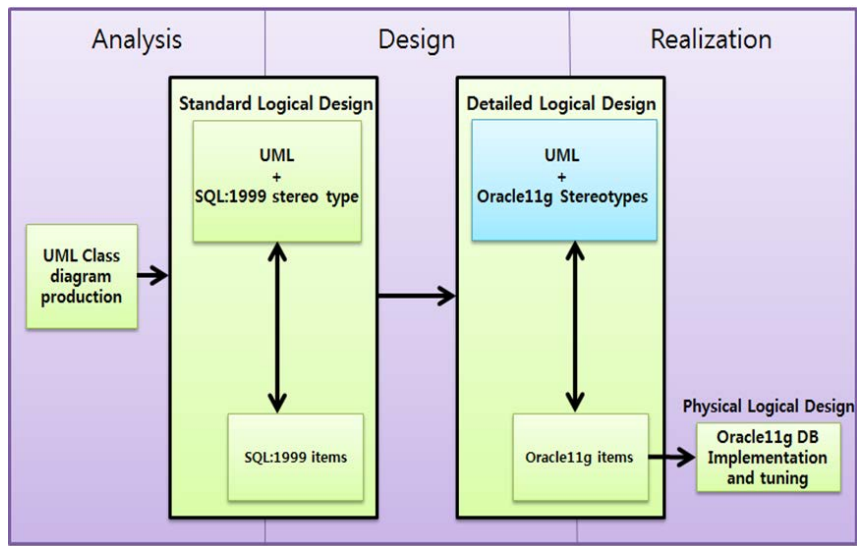 Analysis
Design
Realization
Standard Logical Design
UML
+
SQL:1999 stereo type
SQL:1999 items
UML Class
diagram
production
Detailed Logical Design
UML
+
Oracle11g Stereotypes
Oracle11g items
Physical Logical Design
Oracle11g DB
Implementation
and tuning